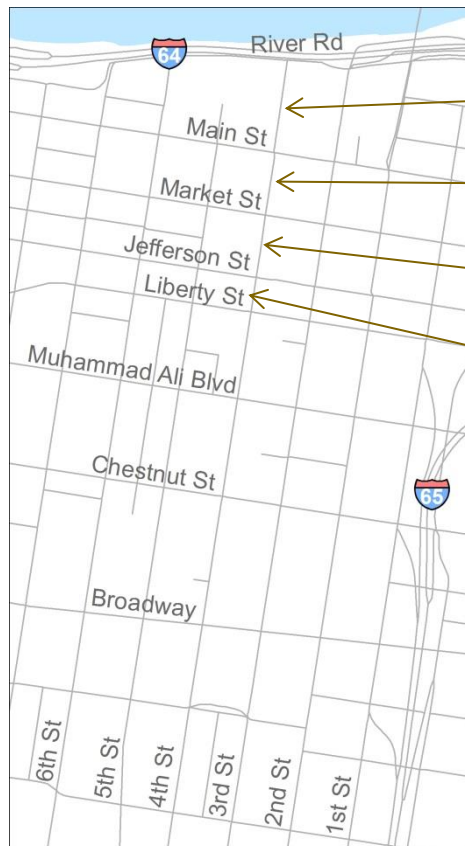 River Rd
64
Main St
Market St
Jefferson St
Liberty St
Muhammad Ali Blvd
Chestnut St
65
Broadway
6th St
5th St
4th St
3rd St
2nd St
1st St